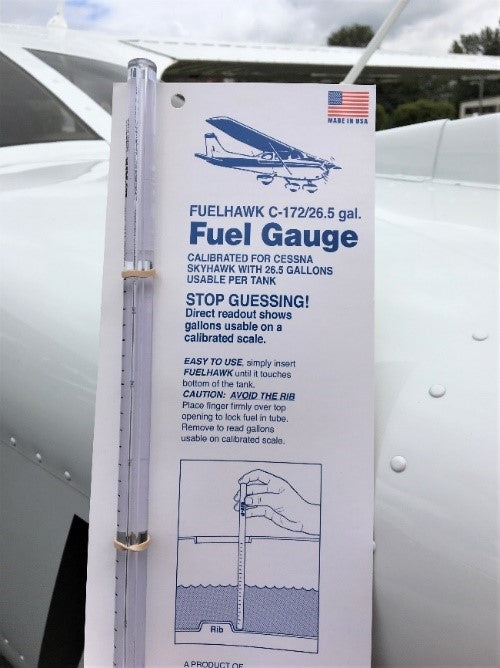 MADE IN USA
FUELHAWK C-172/26.5 gal.
Fuel Gauge
CALIBRATED FOR CESSNA
SKYHAWK WITH 26.5 GALLONS
USABLE PER TANK
STOP GUESSING!
Direct readout shows
gallons usable on a
calibrated scale.
EASY TO USE, simply insert
FUELHAWK until it touches
bottom of the tank.
CAUTION: AVOID THE RIB
Place finger firmly over top
opening to lock fuel in tube.
Remove to read gallons
usable on calibrated scale.
Rib
A PRODUCT OF